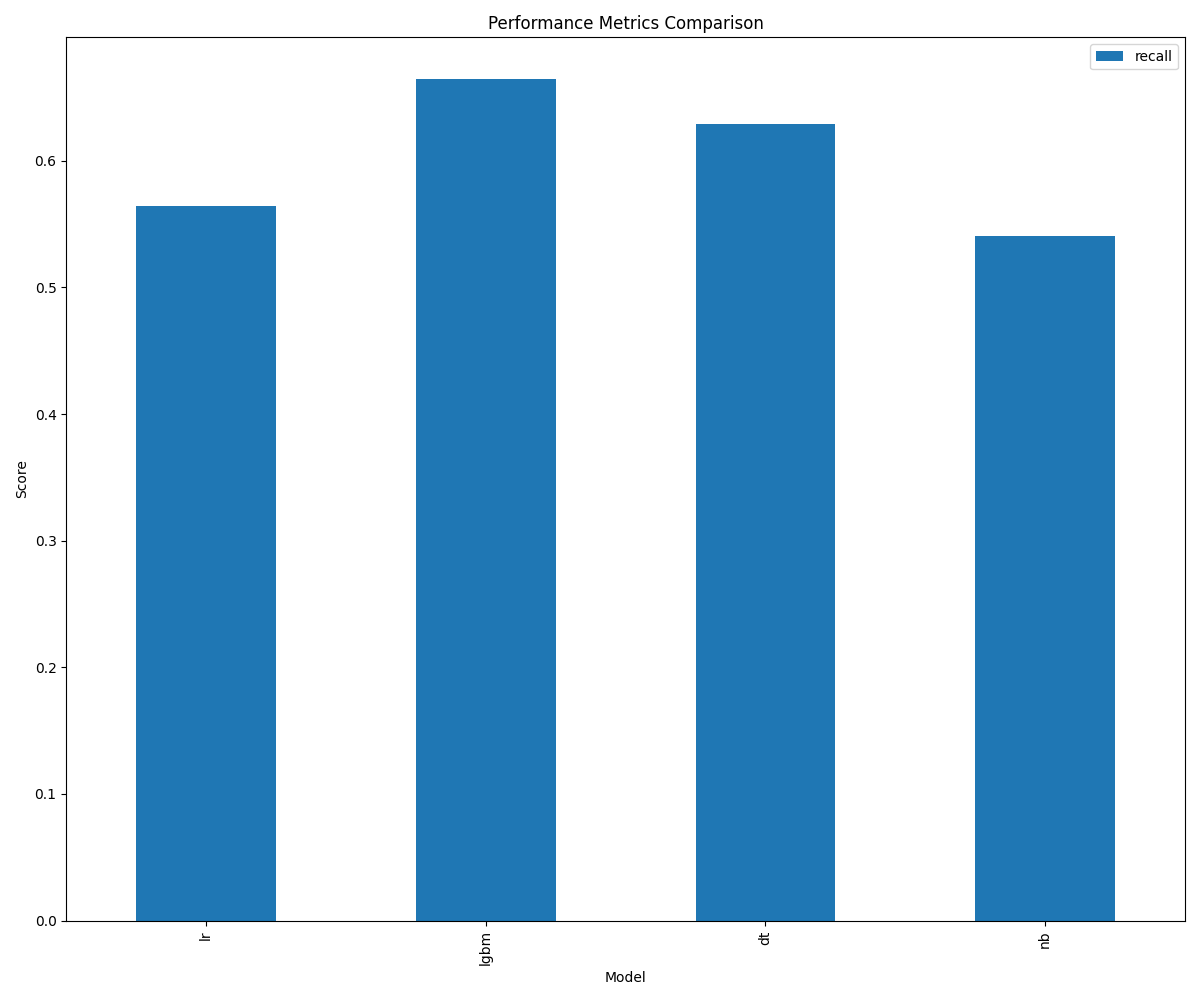 Performance Metrics Comparison
recall
0.6
0.5
0.4
0.3
0.2
0.1
0.0
Score
lr
lgbm
dt
nb
Model